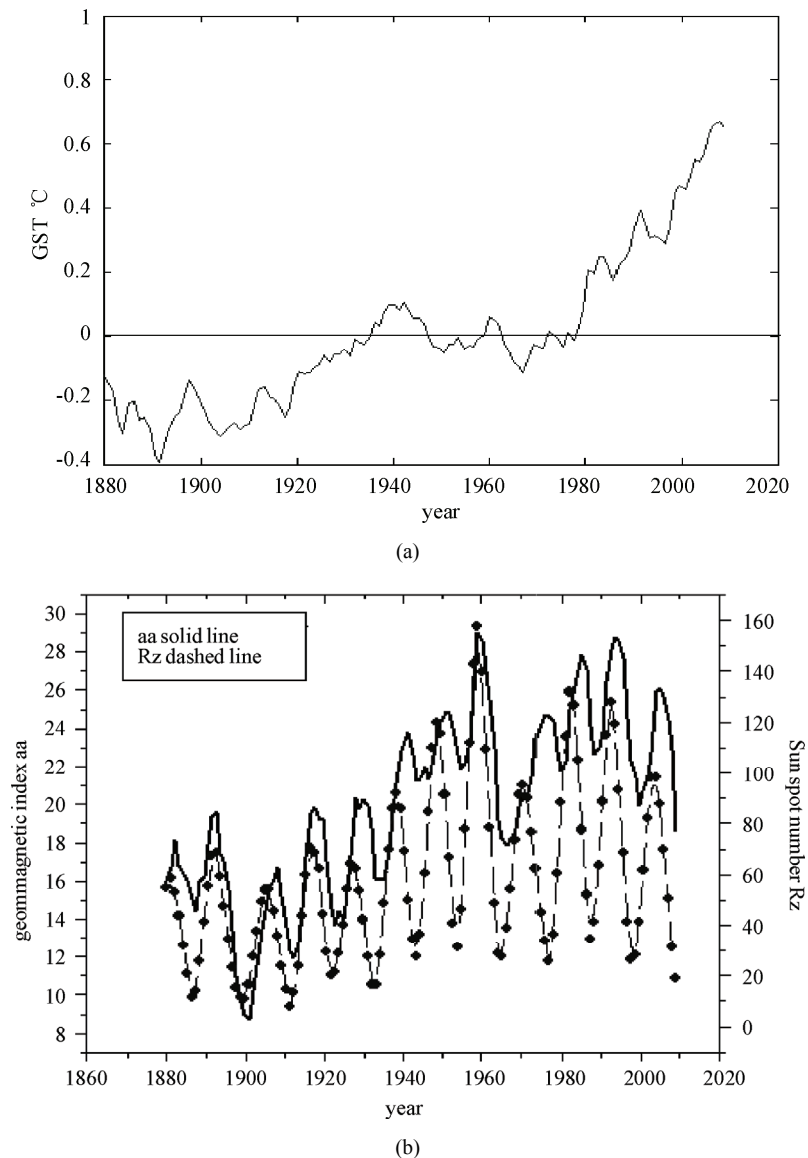 1
0.8
0.6
0.4
0.2
0
-0.2
-0.4
GST °C
1880 1900 1920 1940 1960 1980 2000 2020
year
(a)
aa solid line
Rz dashed line
30
28
26
24
22
20
18
16
14
12
10
8
geommagnetic index aa
160
140
120
100
80
60
40
20
0
Sun spot number Rz
1860 1880 1900 1920 1940 1960 1980 2000 2020
year
(b)